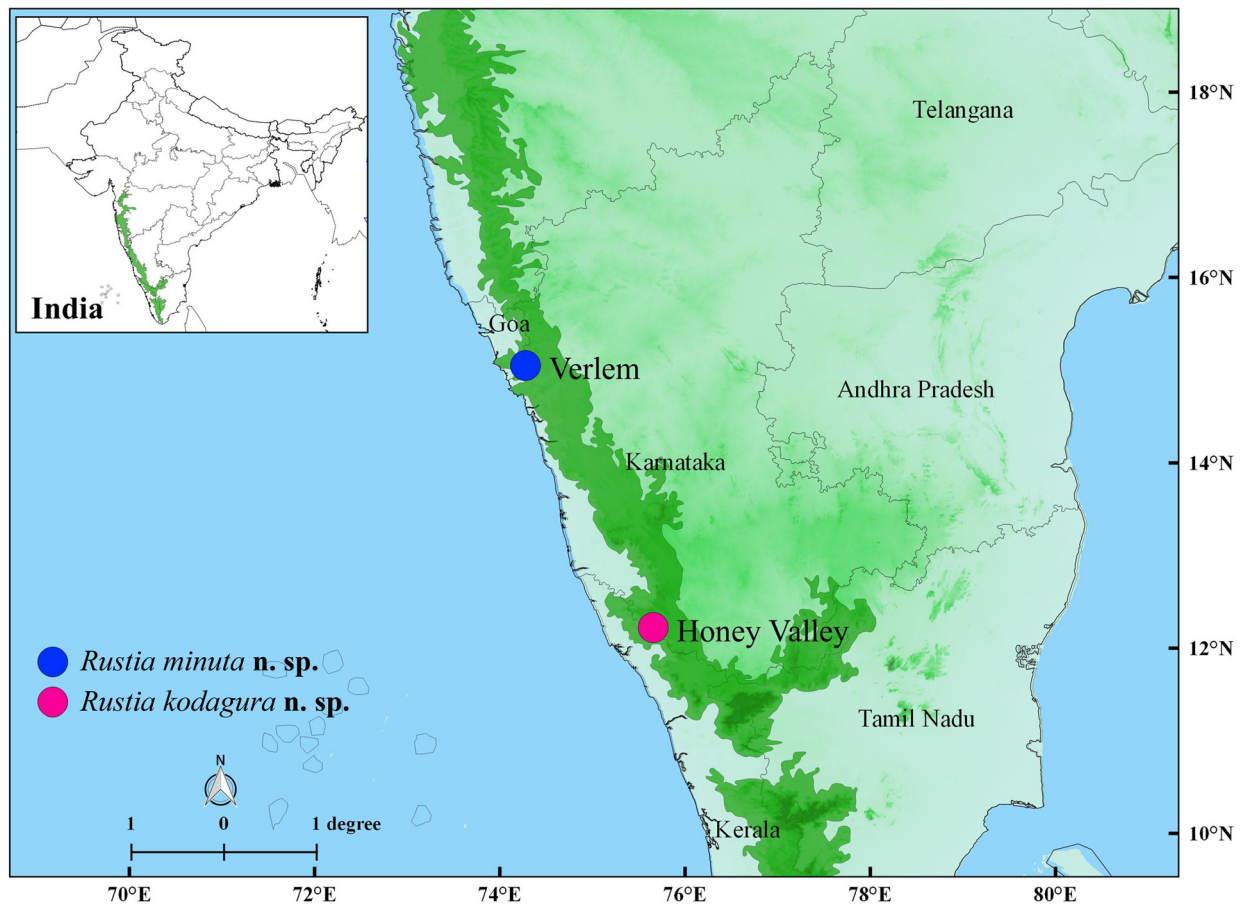 India
Telangana
18°N
16°N
Goa
Verlem
Andhra Pradesh
Karnataka
14°N
Honey Valley
12°N
Rustia minuta n. sp.
Rustia kodagura n. sp.
Tamil Nadu
N
1 0 1 degree
Kerala
10°N
70°E 72°E 74°E 76°E 78°E 80°E